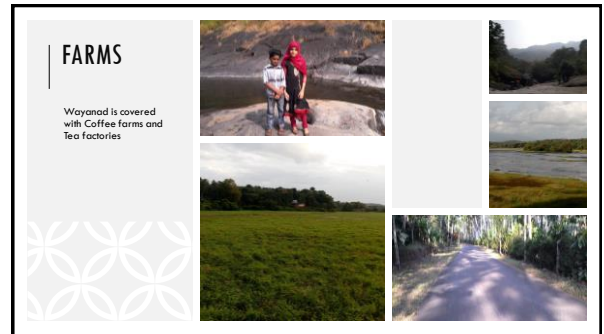 FARMS
Wayanad is covered
with Coffee farms and
Tea factories